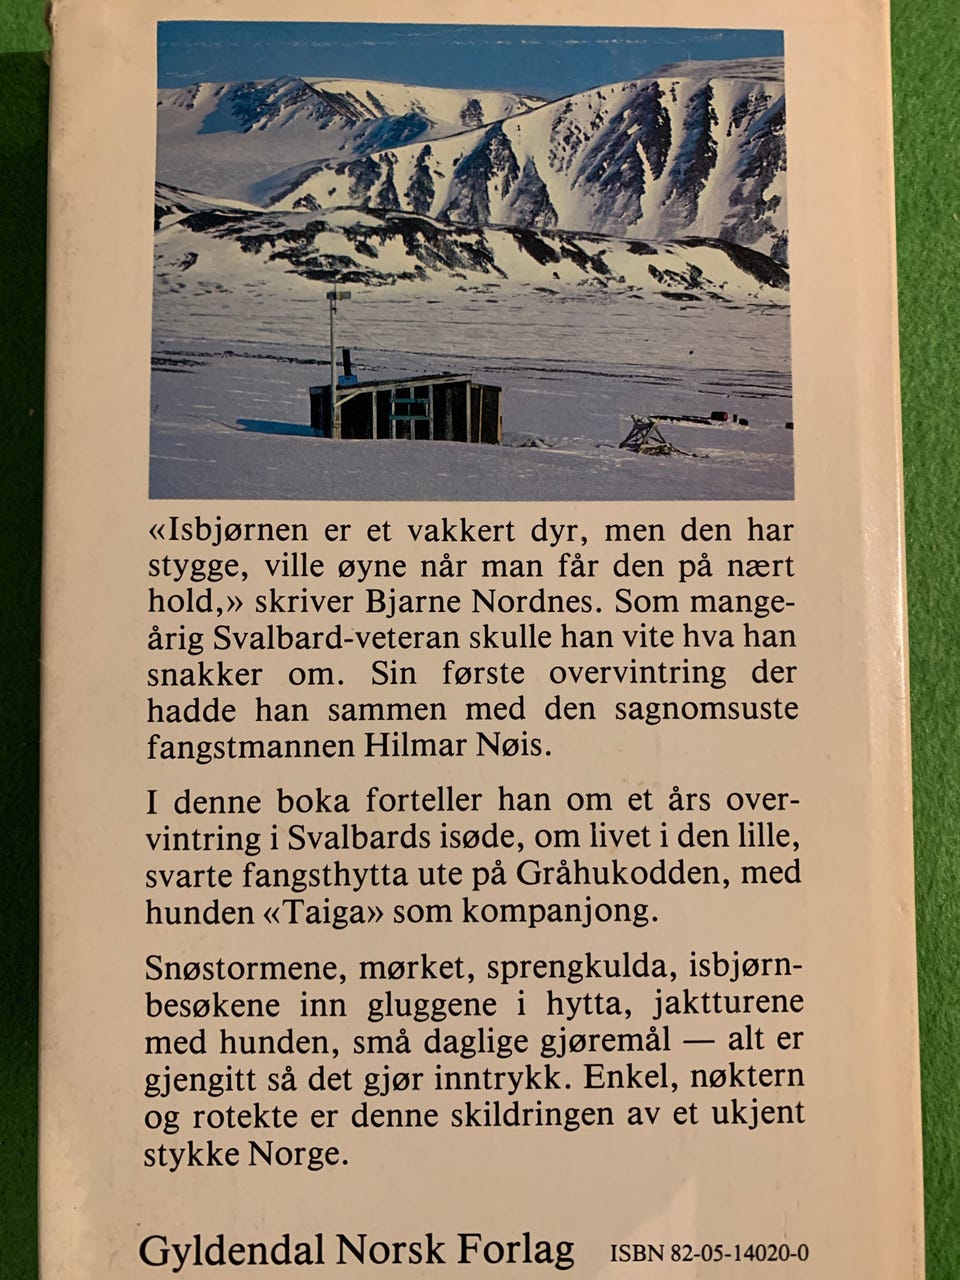 «Isbjørnen er et vakkert dyr, men den har
stygge, ville øyne når man får den på nært
hold,» skriver Bjarne Nordnes. Som mange-
årig Svalbard-veteran skulle han vite hva han
snakker om. Sin første overvintring der
hadde han sammen med den sagnomsuste
fangstmannen Hilmar Nøis.
I denne boka forteller han om et års over-
vintring i Svalbards isøde, om livet i den lille,
svarte fangsthytta ute på Gråhukodden, med
hunden «Taiga» som kompanjong.
Snøstormene, mørket, sprengkulda, isbjørn-
besøkene inn gluggene i hytta, jaktturene
med hunden, små daglige gjøremål — alt er
gjengitt så det gjør inntrykk. Enkel, nøktern
og rotekte er denne skildringen av et ukjent
stykke Norge.
Gyldendal Norsk Forlag ISBN 82-05-14020-0